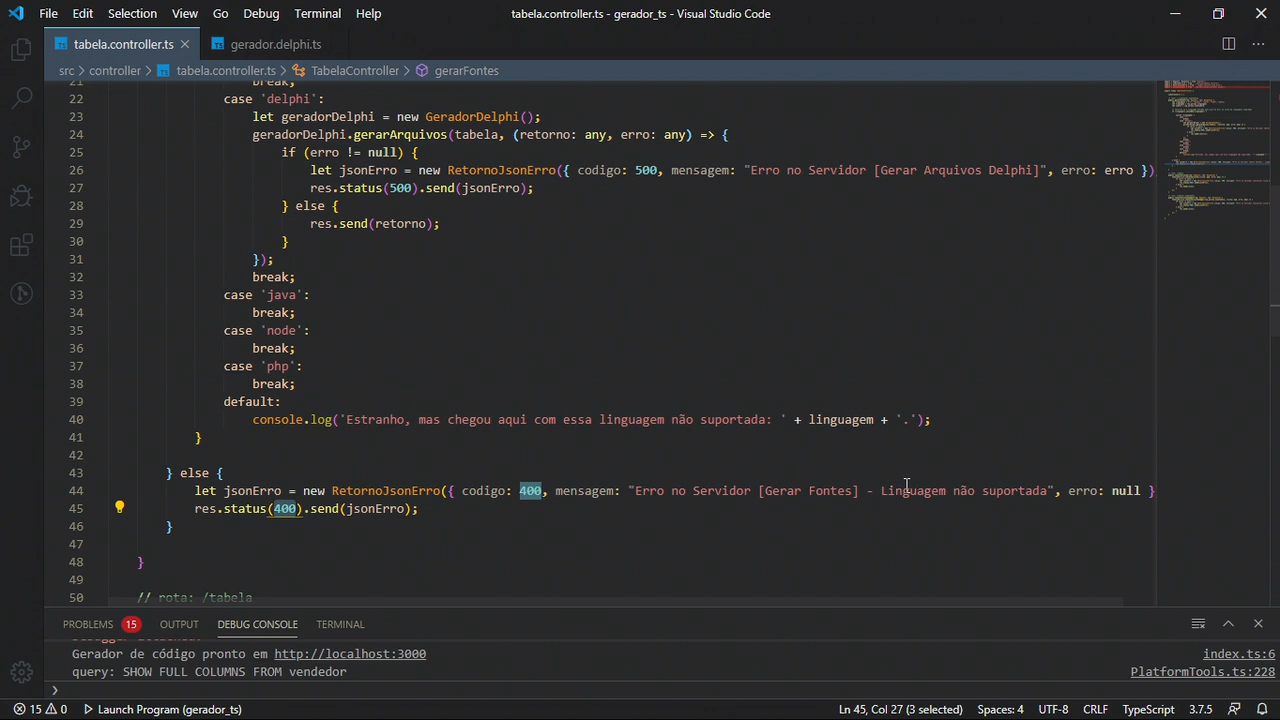 File Edit Selection View Go Debug Terminal Help tabela.controller.ts - gerador_ts - Visual Studio Code
TS tabela.controller.ts TS gerador.delphi.ts
src > controller > TS tabela.controller.ts > TabelaController > gerarFontes
21 break;
22 case 'delphi':
23 let geradorDelphi = new GeradorDelphi();
24 geradorDelphi.gerarArquivos(tabela, (retorno: any, erro: any) => {
25 if (erro != null) {
26 let jsonErro = new RetornoJsonErro({ codigo: 500, mensagem: "Erro no Servidor [Gerar Arquivos Delphi]", erro: erro })
27 res.status(500).send(jsonErro);
28 } else {
29 res.send(retorno);
30 }
31 });
32 break;
33 case 'java':
34 break;
35 case 'node':
36 break;
37 case 'php':
38 break;
39 default:
40 console.log('Estranho, mas chegou aqui com essa linguagem não suportada: ' + linguagem + '.');
41 }
42
43 } else {
44 let jsonErro = new RetornoJsonErro({ codigo: 400, mensagem: "Erro no Servidor [Gerar Fontes] - Linguagem não suportada", erro: null }
45 res.status(400).send(jsonErro);
46 }
47
48 }
49
50 // rota: /tabela
PROBLEMS 15 OUTPUT DEBUG CONSOLE TERMINAL
Gerador de código pronto em http://localhost:3000 index.ts:6
query: SHOW FULL COLUMNS FROM vendedor PlatformTools.ts:228
15 0 Launch Program (gerador_ts) Ln 45, Col 27 (3 selected) Spaces: 4 UTF-8 CRLF TypeScript 3.7.5